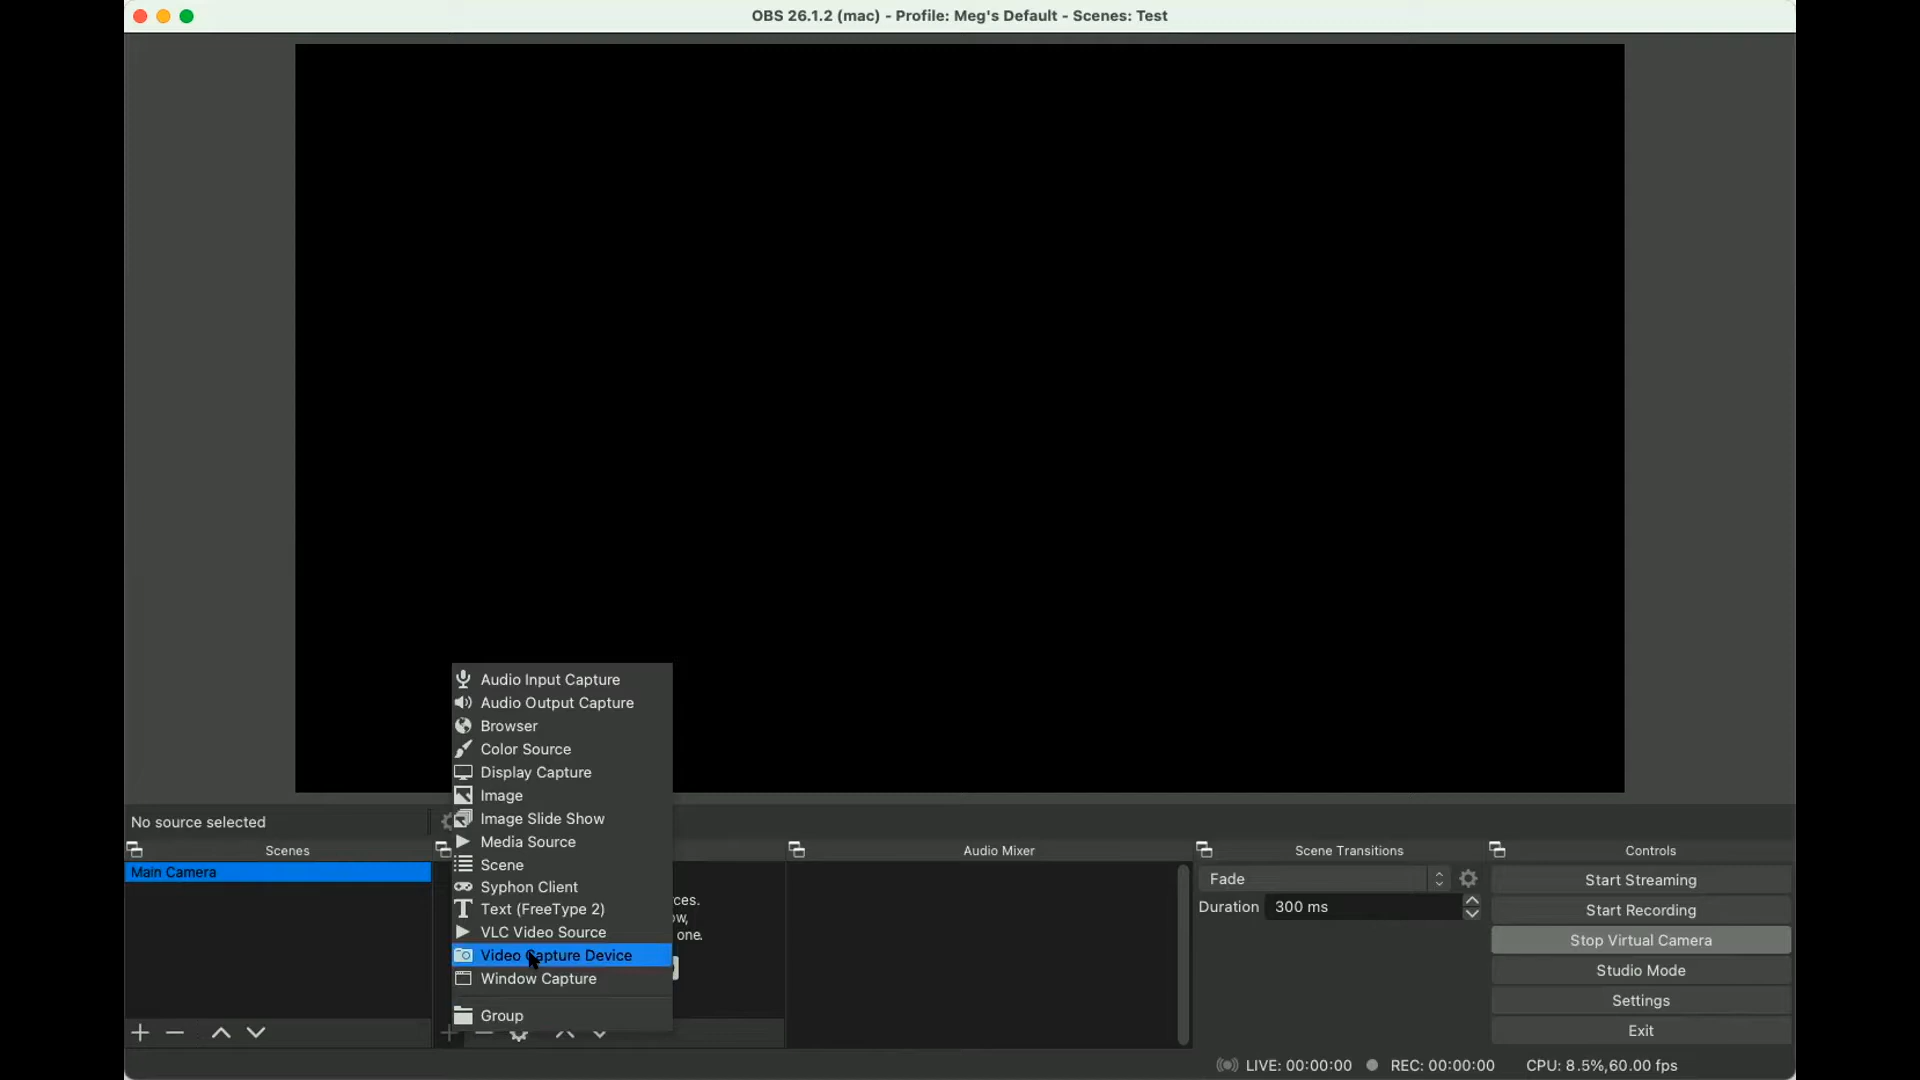 OBS 26.1.2 (mac) - Profile: Meg's Default - Scenes: Test
Audio Input Capture
Audio Output Capture
Browser
Color Source
Display Capture
Image
Image Slide Show
Media Source
Scene
Syphon Client
Text (FreeType 2)
VLC Video Source
Video Capture Device
Window Capture
Group
No source selected
Scenes
Main Camera
one.
Audio Mixer
Scene Transitions
Fade
Duration 300 ms
Controls
Start Streaming
Start Recording
Stop Virtual Camera
Studio Mode
Settings
Exit
LIVE: 00:00:00 REC: 00:00:00 CPU: 8.5%,60.00 fps